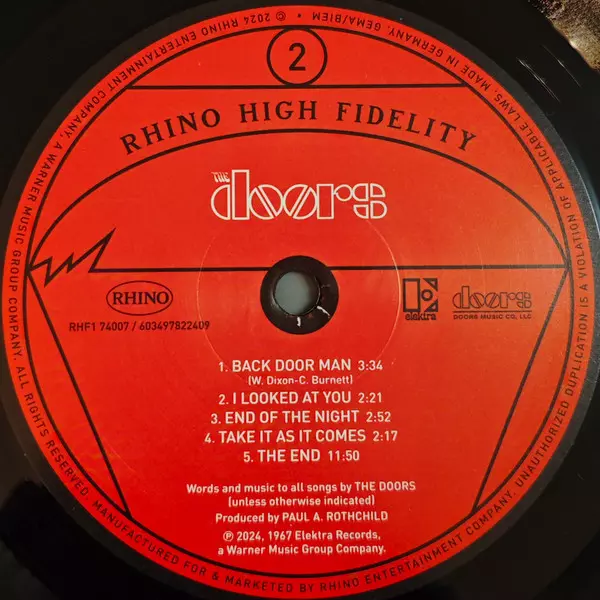 2
RHINO HIGH FIDELITY
THE
doors
RHINO
RHF1 74007 / 603497822409
elektra
doors
DOORS MUSIC CO, LLC
1. BACK DOOR MAN 3:34
(W. Dixon-C. Burnett)
2. I LOOKED AT YOU 2:21
3. END OF THE NIGHT 2:52
4. TAKE IT AS IT COMES 2:17
5. THE END 11:50
Words and music to all songs by THE DOORS
(unless otherwise indicated)
Produced by PAUL A. ROTHCHILD
℗ 2024, 1967 Elektra Records,
a Warner Music Group Company.
MANUFACTURED FOR & MARKETED BY RHINO ENTERTAINMENT COMPANY. UNAUTHORIZED DUPLICATION IS A VIOLATION OF APPLICABLE LAWS. MADE IN GERMANY. GEMA/BIEM
© 2024 RHINO ENTERTAINMENT COMPANY, A WARNER MUSIC GROUP COMPANY. ALL RIGHTS RESERVED.